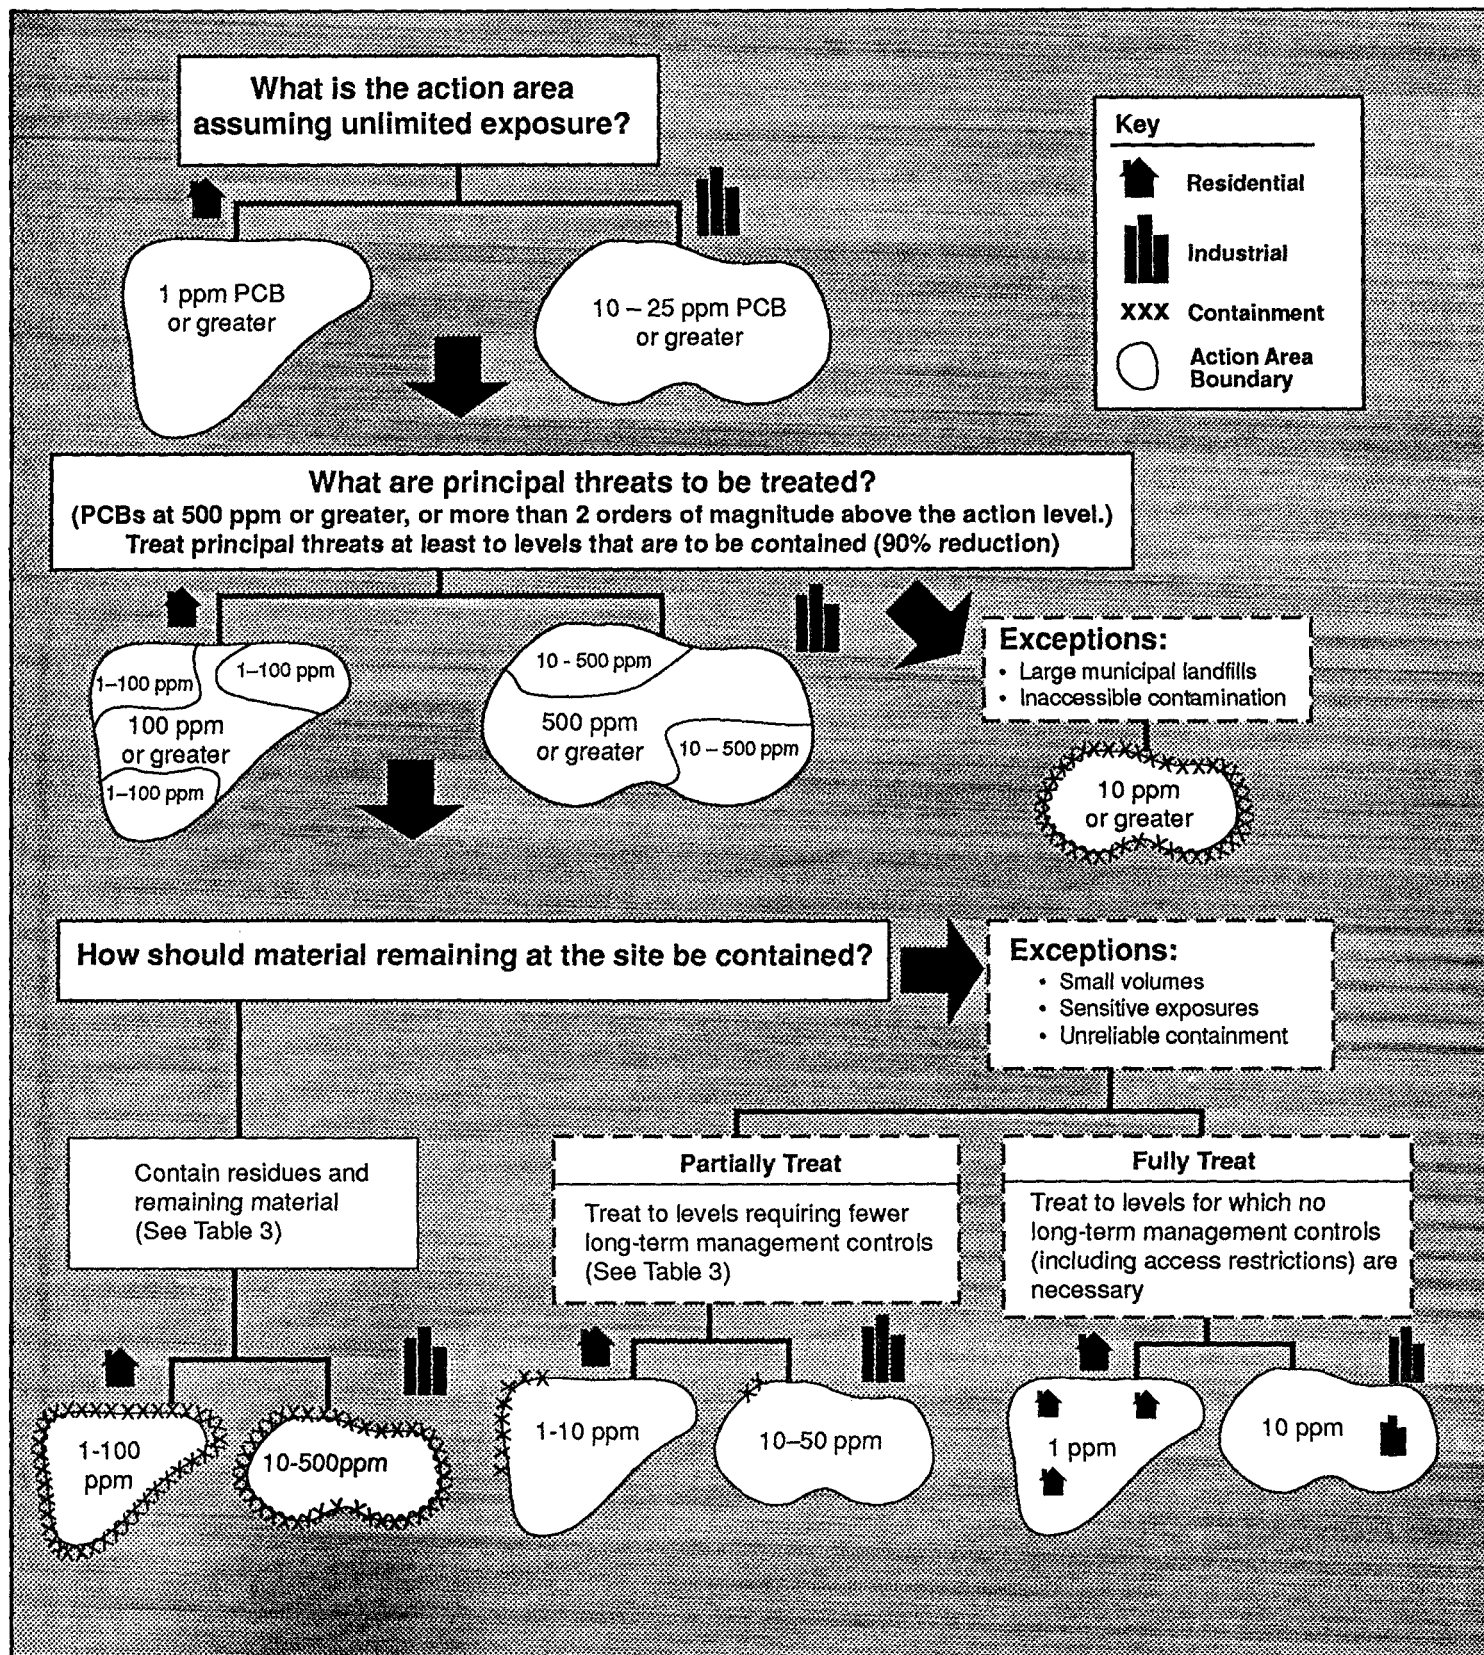 What is the action area
assuming unlimited exposure?
Key
Residential
Industrial
XXX Containment
Action Area
Boundary
1 ppm PCB
or greater
10 – 25 ppm PCB
or greater
What are principal threats to be treated?
(PCBs at 500 ppm or greater, or more than 2 orders of magnitude above the action level.)
Treat principal threats at least to levels that are to be contained (90% reduction)
1–100 ppm
1–100 ppm
100 ppm
or greater
1–100 ppm
10 - 500 ppm
500 ppm
or greater
10 – 500 ppm
Exceptions:
• Large municipal landfills
• Inaccessible contamination
10 ppm
or greater
How should material remaining at the site be contained?
Exceptions:
• Small volumes
• Sensitive exposures
• Unreliable containment
Contain residues and
remaining material
(See Table 3)
Partially Treat
Treat to levels requiring fewer
long-term management controls
(See Table 3)
Fully Treat
Treat to levels for which no
long-term management controls
(including access restrictions) are
necessary
1-100
ppm
10-500ppm
1-10 ppm
10–50 ppm
1 ppm
10 ppm